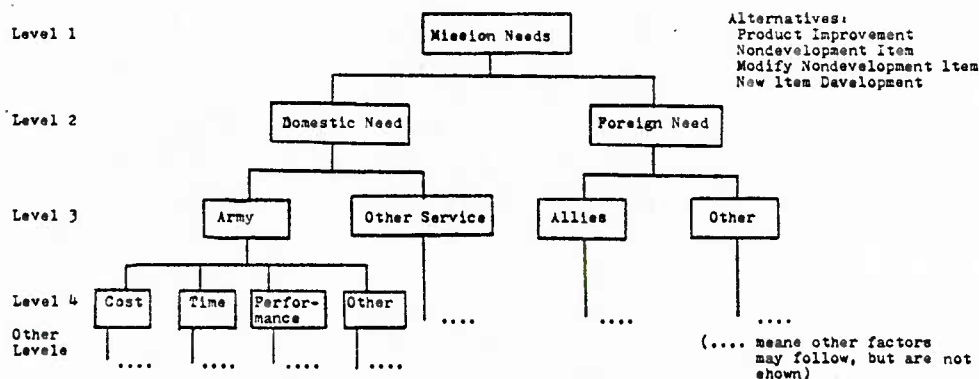 Level 1
Mission Needs
Alternatives:
Product Improvement
Nondevelopment Item
Modify Nondevelopment Item
New Item Development
Level 2
Domestic Need
Foreign Need
Level 3
Army
Other Service
Allies
Other
Level 4
Cost
Time
Perfor-
mance
Other
....
....
....
Other
Levels
....
....
....
....
(.... means other factors
may follow, but are not
shown)